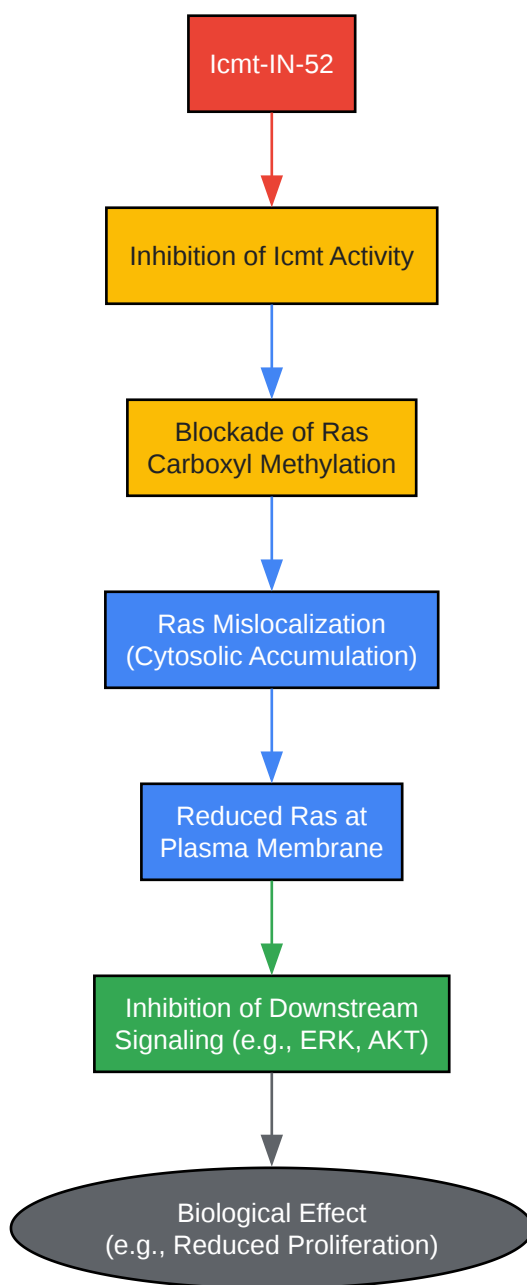 Icmt-IN-52
Inhibition of Icmt Activity
Blockade of Ras
Carboxyl Methylation
Ras Mislocalization
(Cytosolic Accumulation)
Reduced Ras at
Plasma Membrane
Inhibition of Downstream
Signaling (e.g., ERK, AKT)
Biological Effect
(e.g., Reduced Proliferation)